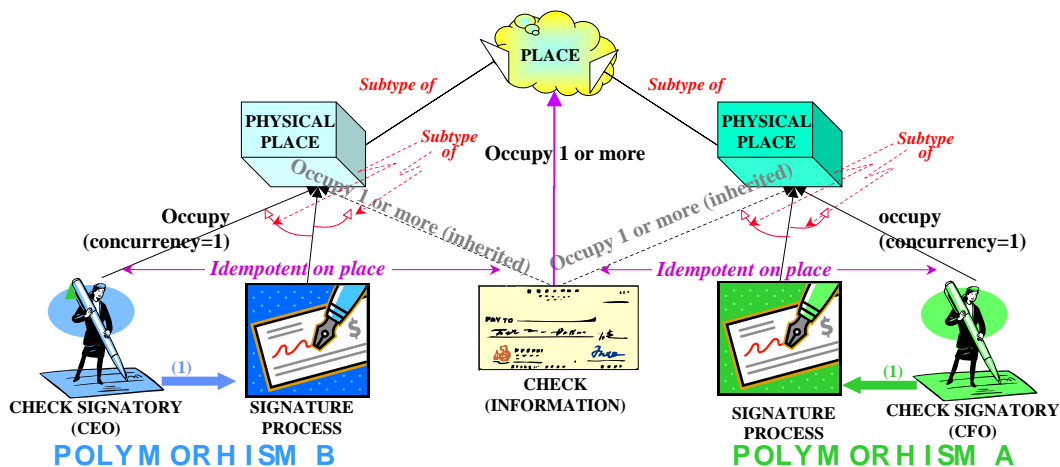 PLACE
Subtype of
Subtype of
PHYSICAL
PLACE
PHYSICAL
PLACE
Subtype
of
Subtype
of
Occupy 1 or more
Occupy 1 or more (inherited)
Occupy 1 or more (inherited)
Occupy
(concurrency=1)
occupy
(concurrency=1)
Idempotent on place
Idempotent on place
PAY TO
$
$
(1)
(1)
CHECK SIGNATORY
(CEO)
SIGNATURE
PROCESS
CHECK
(INFORMATION)
SIGNATURE
PROCESS
CHECK SIGNATORY
(CFO)
POLYMORHISM B
POLYMORHISM A